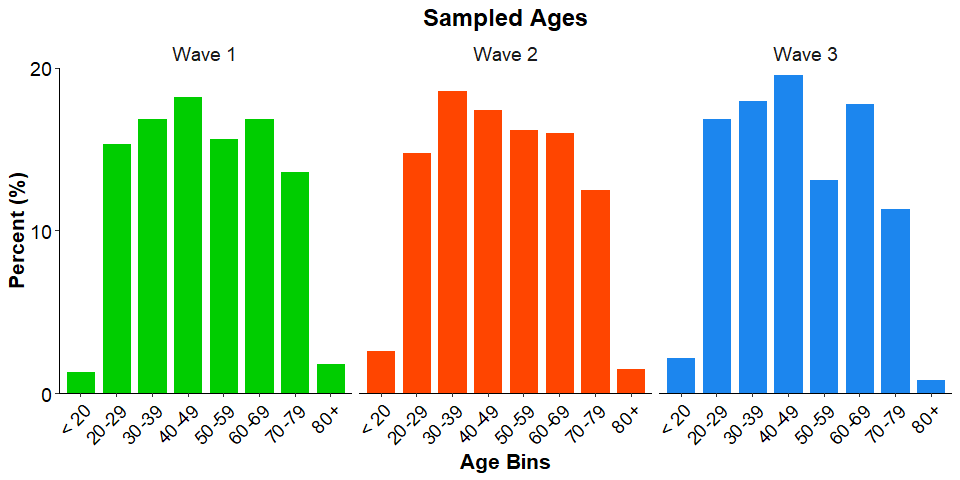 Sampled Ages
Wave 1 Wave 2 Wave 3
20
10
0
Percent (%)
< 20 20-29 30-39 40-49 50-59 60-69 70-79 80+ < 20 20-29 30-39 40-49 50-59 60-69 70-79 80+ < 20 20-29 30-39 40-49 50-59 60-69 70-79 80+
Age Bins